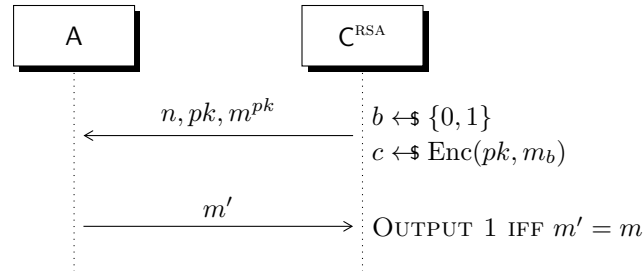 A C^RSA
n, pk, m^pk
b ←$ {0, 1}
c ←$ Enc(pk, m_b)
m′
OUTPUT 1 IFF m′ = m